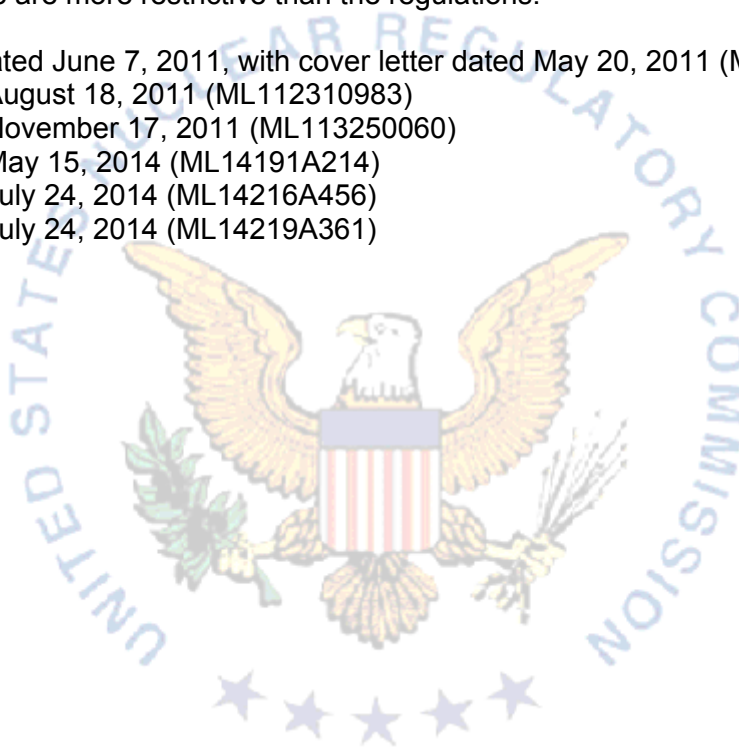 are more restrictive than the regulations.
ated June 7, 2011, with cover letter dated May 20, 2011 (M
August 18, 2011 (ML112310983)
November 17, 2011 (ML113250060)
May 15, 2014 (ML14191A214)
uly 24, 2014 (ML14216A456)
uly 24, 2014 (ML14219A361)
UNITED STATES NUCLEAR REGULATORY COMMISSION